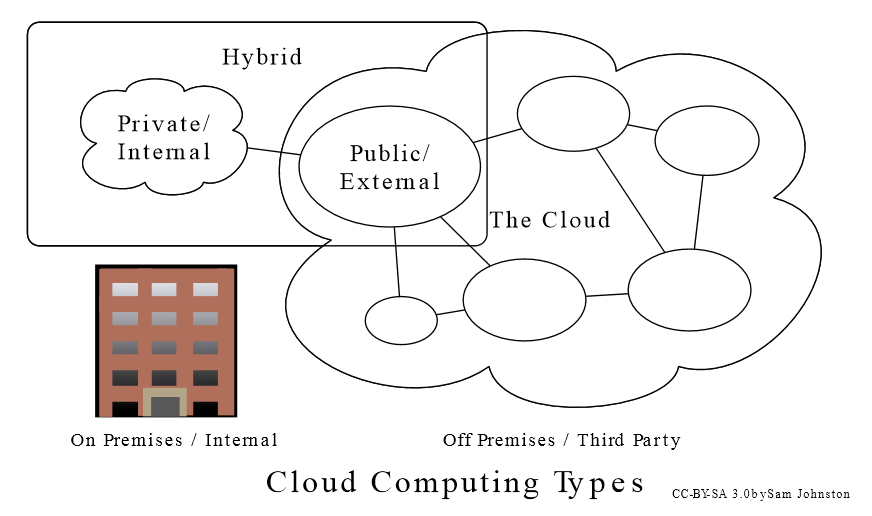 Hybrid
Private/
Internal
Public/
External
The Cloud
On Premises / Internal
Off Premises / Third Party
Cloud Computing Types
CC-BY-SA 3.0 by Sam Johnston